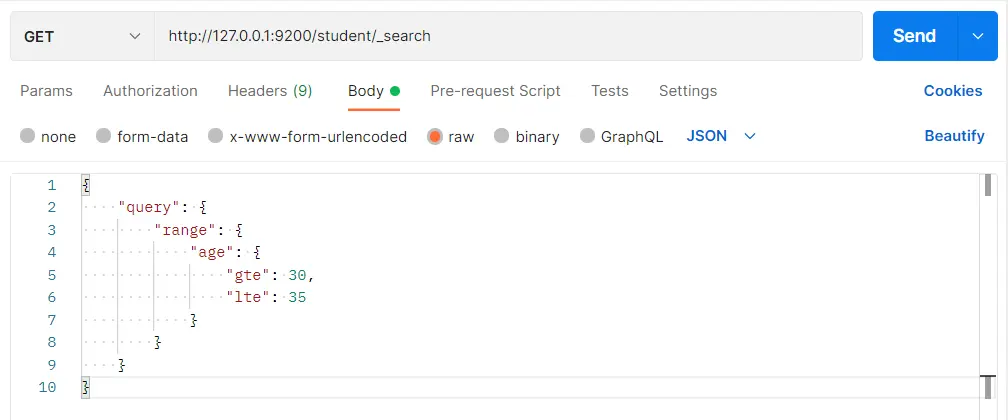 GET http://127.0.0.1:9200/student/_search Send
Params Authorization Headers (9) Body Pre-request Script Tests Settings Cookies
none form-data x-www-form-urlencoded raw binary GraphQL JSON Beautify
1 {
2 "query": {
3 "range": {
4 "age": {
5 "gte": 30,
6 "lte": 35
7 }
8 }
9 }
10 }